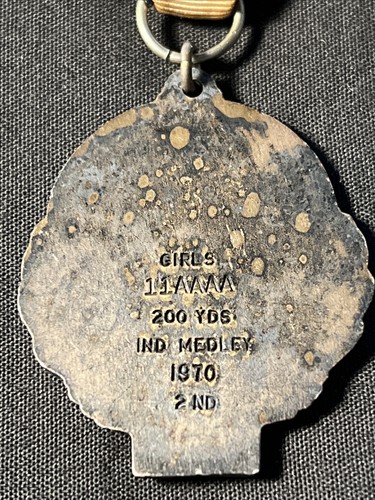 GIRLS
11AAAA
200 YDS
IND MEDLEY
1970
2ND